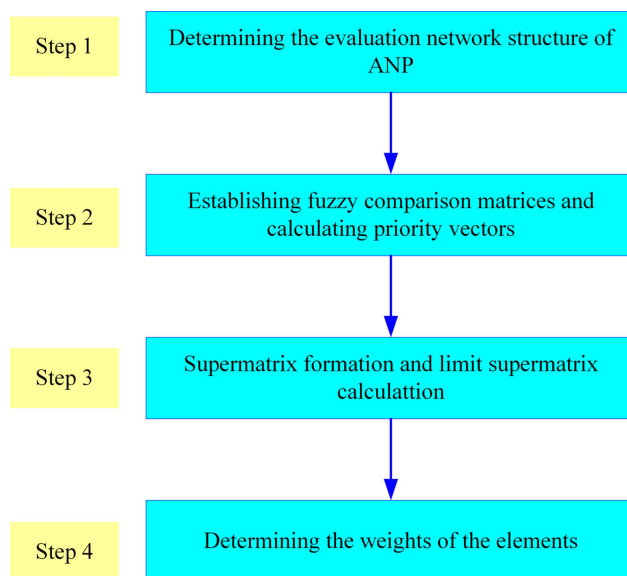 Step 1
Determining the evaluation network structure of
ANP
Step 2
Establishing fuzzy comparison matrices and
calculating priority vectors
Step 3
Supermatrix formation and limit supermatrix
calculattion
Step 4
Determining the weights of the elements